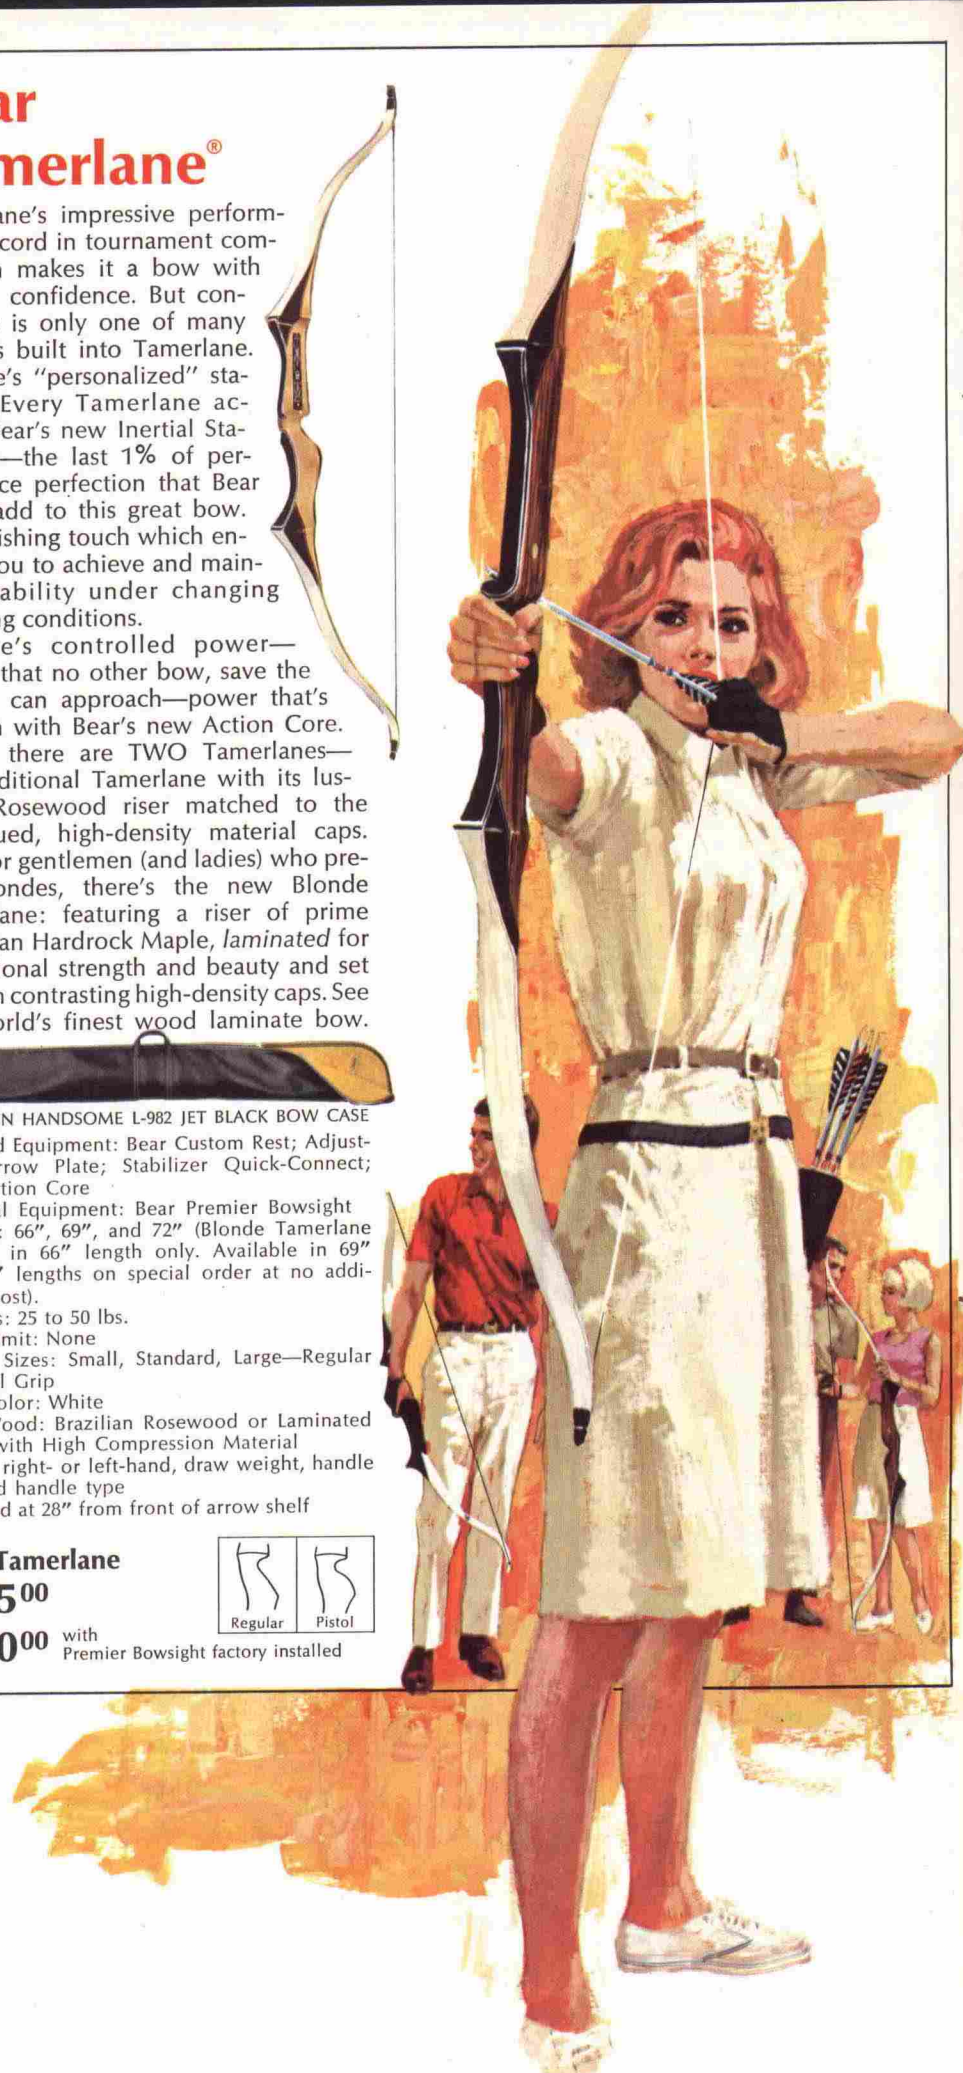 ar
merlane®
ane's impressive perform-
cord in tournament com-
n makes it a bow with
confidence. But con-
is only one of many
s built into Tamerlane.
e's "personalized" sta-
Every Tamerlane ac-
ear's new Inertial Sta-
—the last 1% of per-
ce perfection that Bear
add to this great bow.
ishing touch which en-
ou to achieve and main-
ability under changing
g conditions.
e's controlled power—
that no other bow, save the
can approach—power that's
n with Bear's new Action Core.
there are TWO Tamerlanes—
ditional Tamerlane with its lus-
Rosewood riser matched to the
ued, high-density material caps.
or gentlemen (and ladies) who pre-
ondes, there's the new Blonde
ane: featuring a riser of prime
an Hardrock Maple, laminated for
onal strength and beauty and set
n contrasting high-density caps. See
orld's finest wood laminate bow.
N HANDSOME L-982 JET BLACK BOW CASE
d Equipment: Bear Custom Rest; Adjust-
rrow Plate; Stabilizer Quick-Connect;
tion Core
l Equipment: Bear Premier Bowsight
: 66", 69", and 72" (Blonde Tamerlane
in 66" length only. Available in 69"
" lengths on special order at no addi-
ost).
s: 25 to 50 lbs.
mit: None
Sizes: Small, Standard, Large—Regular
l Grip
olor: White
ood: Brazilian Rosewood or Laminated
with High Compression Material
right- or left-hand, draw weight, handle
d handle type
d at 28" from front of arrow shelf
Tamerlane
5 00
0 00 with
Premier Bowsight factory installed
Regular Pistol